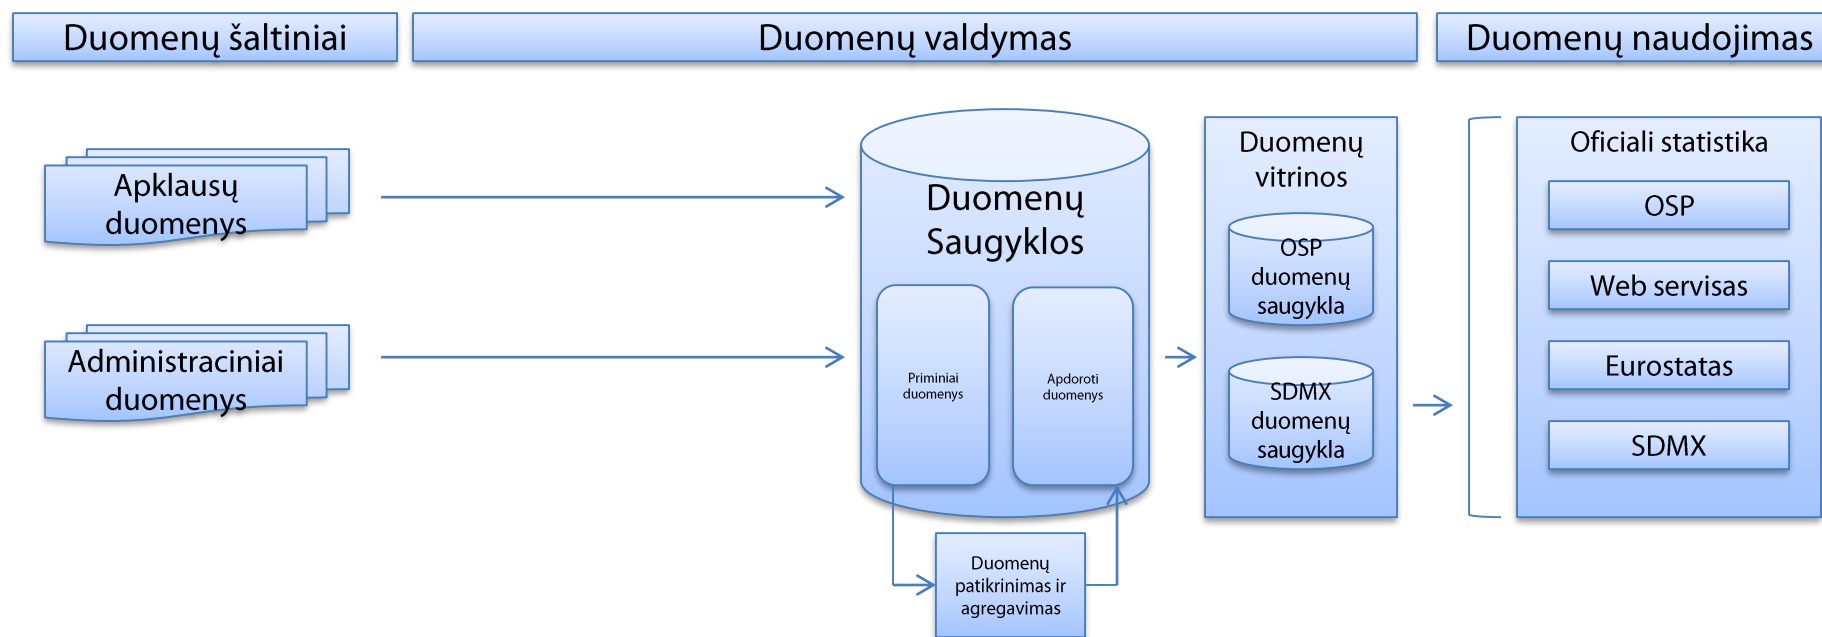 Duomenų šaltiniai
Duomenų valdymas
Duomenų naudojimas
Apklausų
duomenys
Administraciniai
duomenys
Duomenų
Saugyklos
Priminiai
duomenys
Apdoroti
duomenys
Duomenų
patikrinimas ir
agregavimas
Duomenų
vitrinos
OSP
duomenų
saugykla
SDMX
duomenų
saugykla
Oficiali statistika
OSP
Web servisas
Eurostatas
SDMX